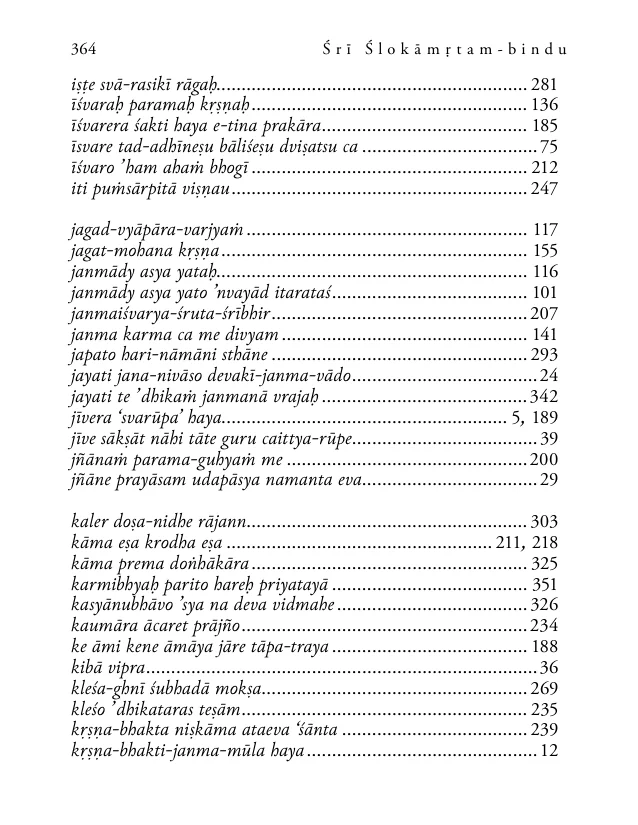 364 Śrī Ślokāmṛtam-bindu
iṣṭe svā-rasikī rāgaḥ................................................................ 281
īśvaraḥ paramaḥ kṛṣṇaḥ......................................................... 136
īśvarera śakti haya e-tina prakāra.......................................... 185
īsvare tad-adhīneṣu bāliśeṣu dviṣatsu ca ....................................75
īśvaro ’ham ahaṁ bhogī ......................................................... 212
iti puṁsārpitā viṣṇau............................................................. 247
jagad-vyāpāra-varjyaṁ .......................................................... 117
jagat-mohana kṛṣṇa............................................................... 155
janmādy asya yataḥ................................................................ 116
janmādy asya yato ’nvayād itarataś........................................ 101
janmaiśvarya-śruta-śrībhir..................................................... 207
janma karma ca me divyam ................................................... 141
japato hari-nāmāni sthāne ..................................................... 293
jayati jana-nivāso devakī-janma-vādo......................................24
jayati te ’dhikaṁ janmanā vrajaḥ ...........................................342
jīvera ‘svarūpa’ haya........................................................... 5, 189
jīve sākṣāt nāhi tāte guru caittya-rūpe......................................39
jñānaṁ parama-guhyaṁ me ..................................................200
jñāne prayāsam udapāsya namanta eva....................................29
kaler doṣa-nidhe rājann.......................................................... 303
kāma eṣa krodha eṣa ....................................................... 211, 218
kāma prema doṅhākāra......................................................... 325
karmibhyaḥ parito hareḥ priyatayā ........................................ 351
kasyānubhāvo ’sya na deva vidmahe....................................... 326
kaumāra ācaret prājño........................................................... 234
ke āmi kene āmāya jāre tāpa-traya ......................................... 188
kibā vipra.................................................................................36
kleśa-ghnī śubhadā mokṣa....................................................... 269
kleśo ’dhikataras teṣām........................................................... 235
kṛṣṇa-bhakta niṣkāma ataeva ‘śānta ...................................... 239
kṛṣṇa-bhakti-janma-mūla haya................................................12